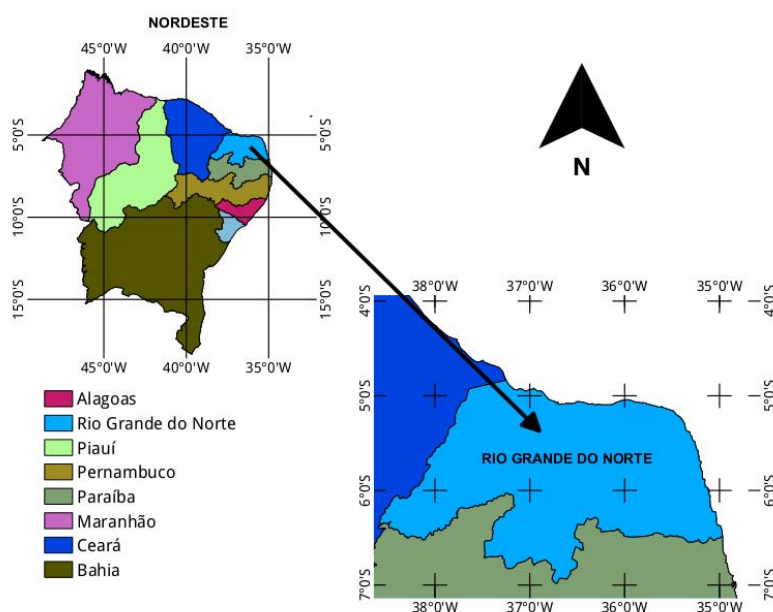 NORDESTE
45°0'W 40°0'W 35°0'W
5°0'S 5°0'S
10°0'S 10°0'S
15°0'S 15°0'S
45°0'W 40°0'W 35°0'W
N
Alagoas
Rio Grande do Norte
Piauí
Pernambuco
Paraíba
Maranhão
Ceará
Bahia
38°W 37°0'W 36°0'W 35°0'W
4°0'S 4°0'S
5°0'S 5°0'S
RIO GRANDE DO NORTE
6°0'S 6°0'S
7°0'S 7°0'S
38°0'W 37°0'W 36°0'W 35°0'W